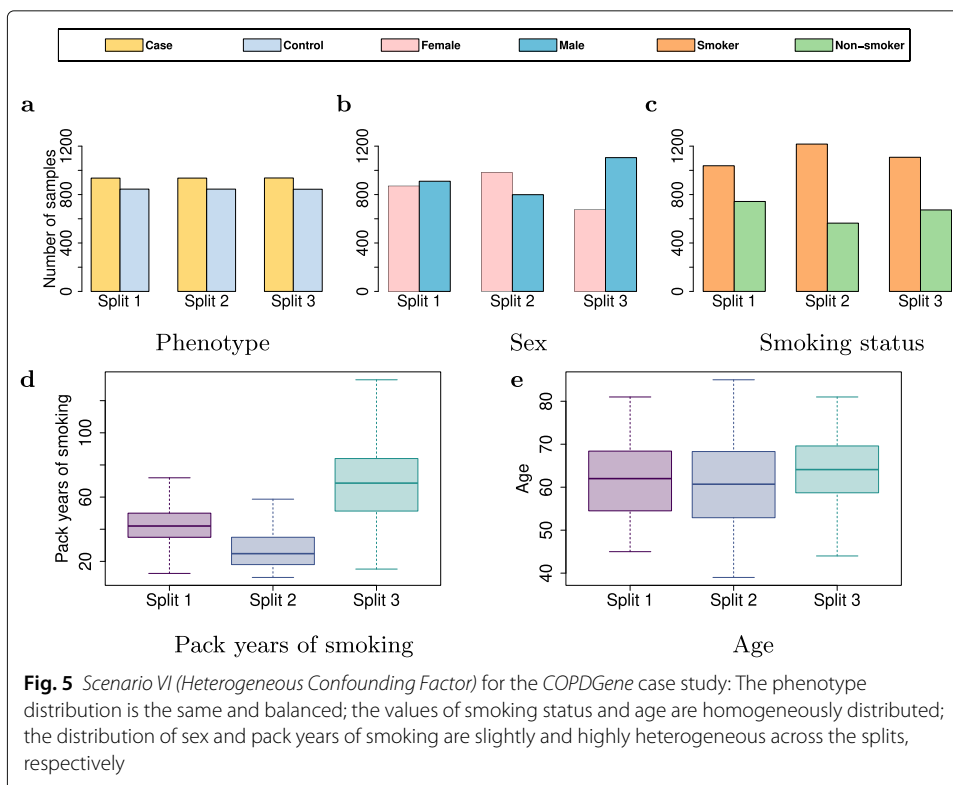 Case Control Female Male Smoker Non-smoker
a b c
Number of samples
1200 1200 1200
800 800 800
400 400 400
0 0 0
Split 1 Split 2 Split 3 Split 1 Split 2 Split 3 Split 1 Split 2 Split 3
Phenotype Sex Smoking status
d e
Pack years of smoking
100
60
20
Split 1 Split 2 Split 3
Pack years of smoking
Age
80
70
60
50
40
Split 1 Split 2 Split 3
Age
Fig. 5 Scenario VI (Heterogeneous Confounding Factor) for the COPDGene case study: The phenotype
distribution is the same and balanced; the values of smoking status and age are homogeneously distributed;
the distribution of sex and pack years of smoking are slightly and highly heterogeneous across the splits,
respectively